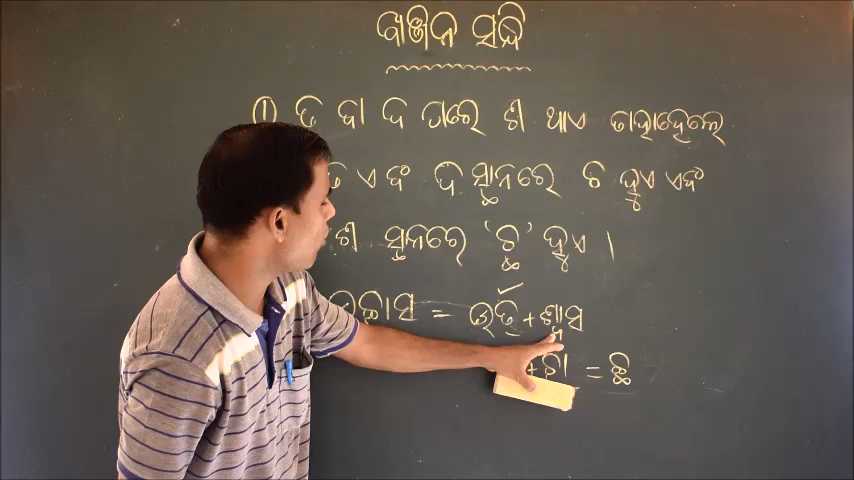 ବ୍ୟଞ୍ଜନ ସନ୍ଧି
① ତ ବା ଦ ପରେ ଶ ଥାଏ ତାହାହେଲେ
ତ ଏବଂ ଦ ସ୍ଥାନରେ ଚ ହୁଏ ଏବଂ
ଶ ସ୍ଥାନରେ ‘ଛ’ ହୁଏ ।
= ଉତ୍ + ଶ୍ୱାସ
+ = ଚ୍ଛ